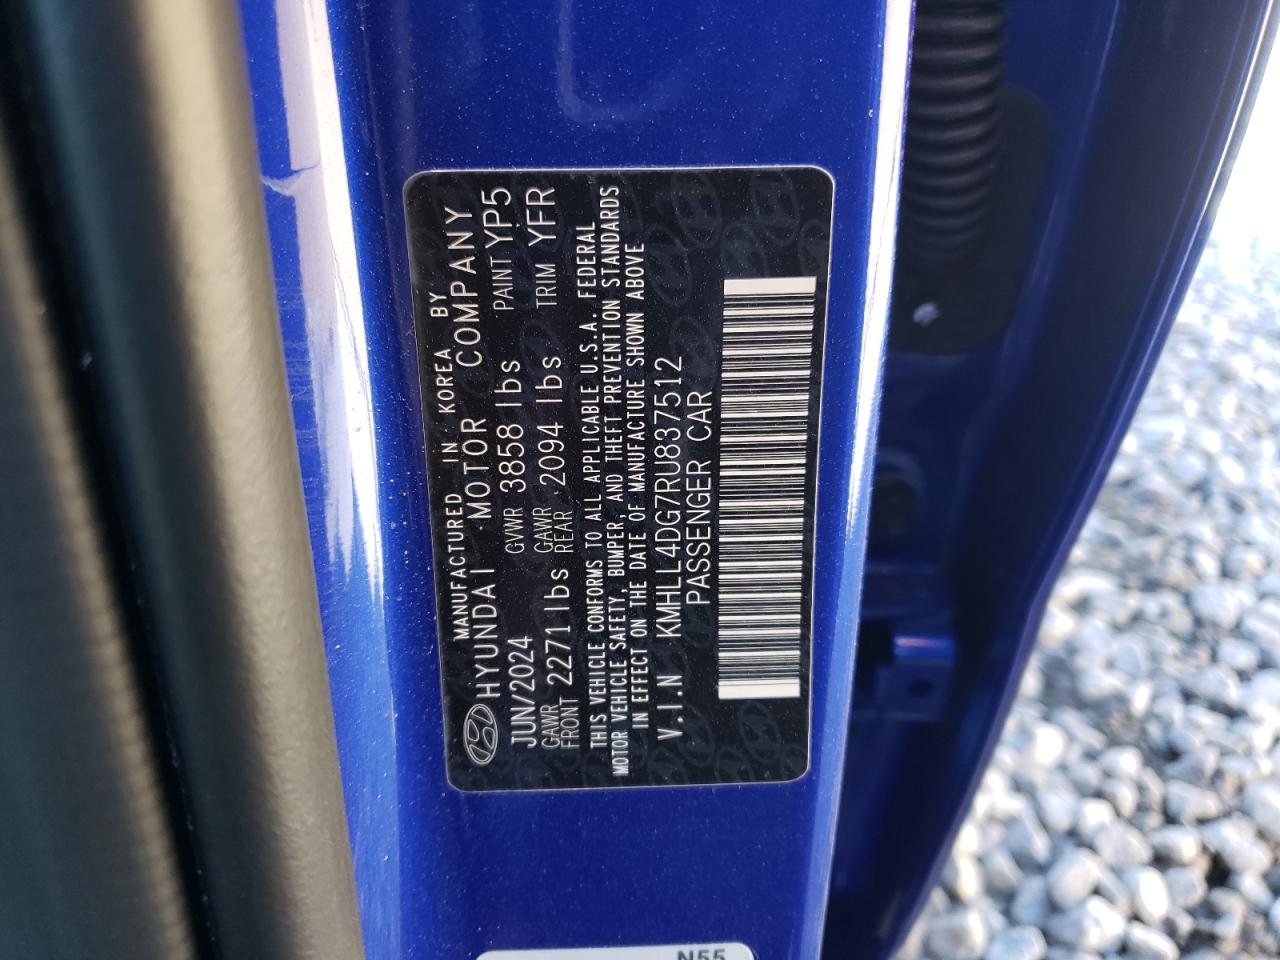 MANUFACTURED IN KOREA BY
HYUNDAI MOTOR COMPANY
JUN/2024 GVWR 3858 lbs PAINT YP5
GAWR FRONT 2271 lbs GAWR REAR 2094 lbs TRIM YFR
THIS VEHICLE CONFORMS TO ALL APPLICABLE U.S.A. FEDERAL
MOTOR VEHICLE SAFETY, BUMPER, AND THEFT PREVENTION STANDARDS
IN EFFECT ON THE DATE OF MANUFACTURE SHOWN ABOVE
V.I.N KMHLL4DG7RU837512
PASSENGER CAR
N55